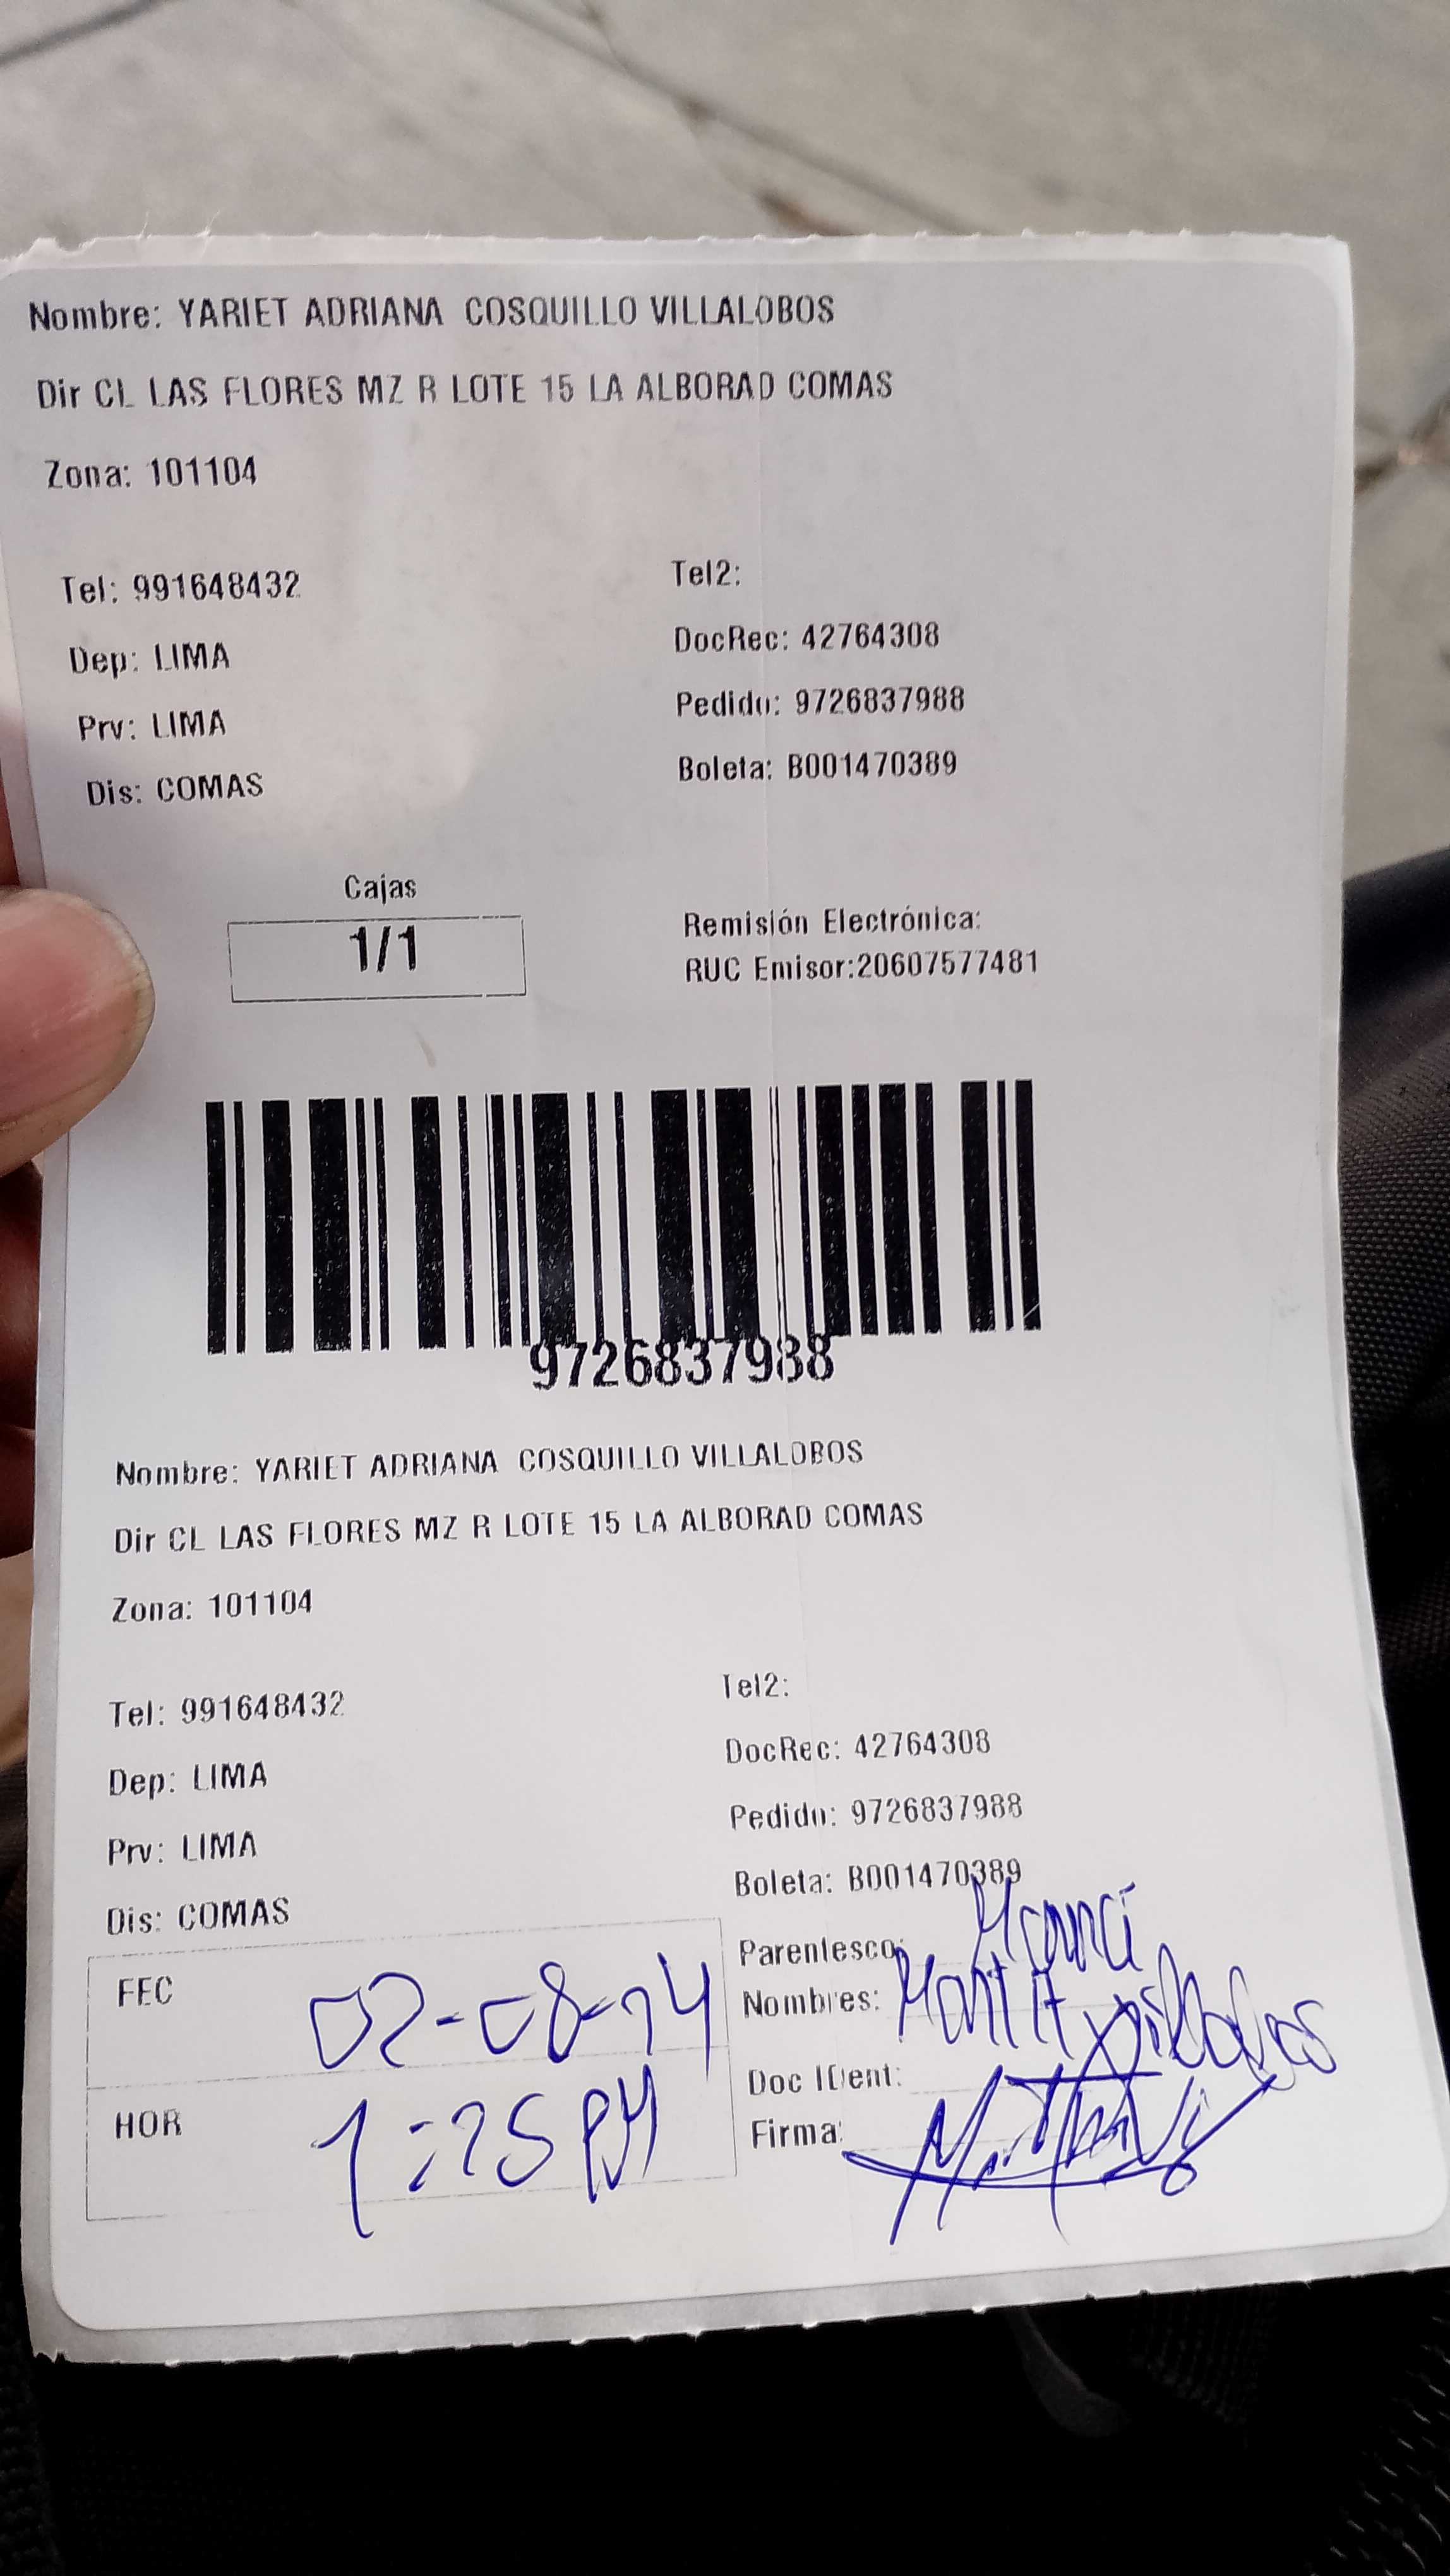 Nombre: YARIET ADRIANA COSQUILLO VILLALOBOS
Dir CL LAS FLORES MZ R LOTE 15 LA ALBORAD COMAS
Zona: 101104
Tel: 991648432
Tel2:
Dep: LIMA
DocRec: 42764308
Prv: LIMA
Pedido: 9726837988
Dis: COMAS
Boleta: B001470389
Cajas
1/1
Remisión Electrónica:
RUC Emisor:20607577481
9726837988
Nombre: YARIET ADRIANA COSQUILLO VILLALOBOS
Dir CL LAS FLORES MZ R LOTE 15 LA ALBORAD COMAS
Zona: 101104
Tel: 991648432
Tel2:
Dep: LIMA
DocRec: 42764308
Prv: LIMA
Pedido: 9726837988
Dis: COMAS
Boleta: B001470389
FEC 02-08-24
HOR 1:25 PM
Parentesco:
Nombres:
Doc IDent:
Firma: